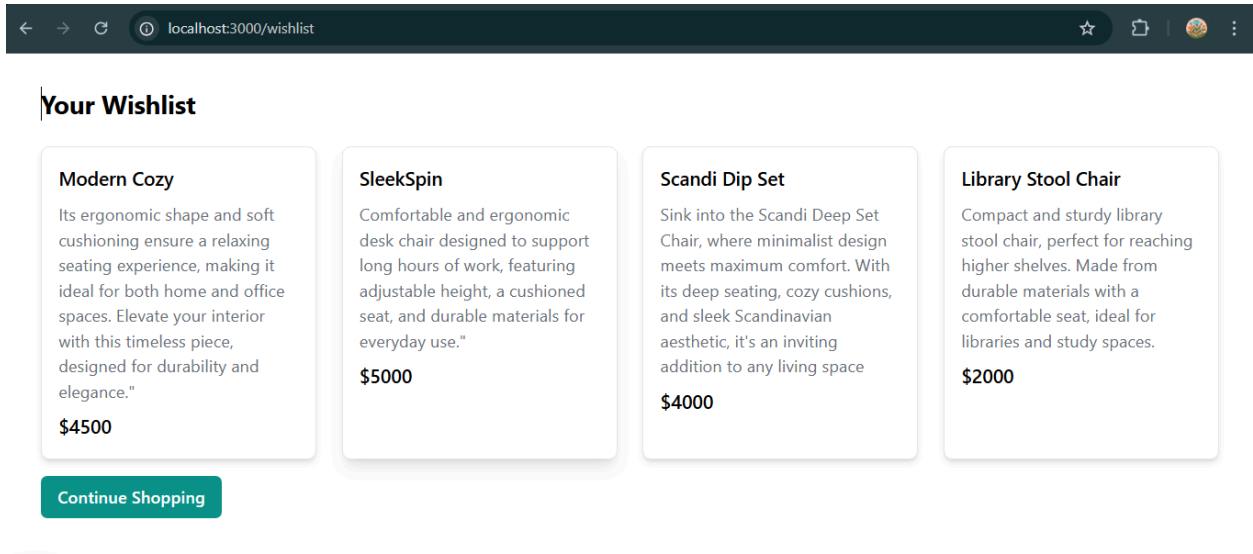 localhost:3000/wishlist
Your Wishlist
Modern Cozy
Its ergonomic shape and soft
cushioning ensure a relaxing
seating experience, making it
ideal for both home and office
spaces. Elevate your interior
with this timeless piece,
designed for durability and
elegance."
$4500
SleekSpin
Comfortable and ergonomic
desk chair designed to support
long hours of work, featuring
adjustable height, a cushioned
seat, and durable materials for
everyday use."
$5000
Scandi Dip Set
Sink into the Scandi Deep Set
Chair, where minimalist design
meets maximum comfort. With
its deep seating, cozy cushions,
and sleek Scandinavian
aesthetic, it's an inviting
addition to any living space
$4000
Library Stool Chair
Compact and sturdy library
stool chair, perfect for reaching
higher shelves. Made from
durable materials with a
comfortable seat, ideal for
libraries and study spaces.
$2000
Continue Shopping